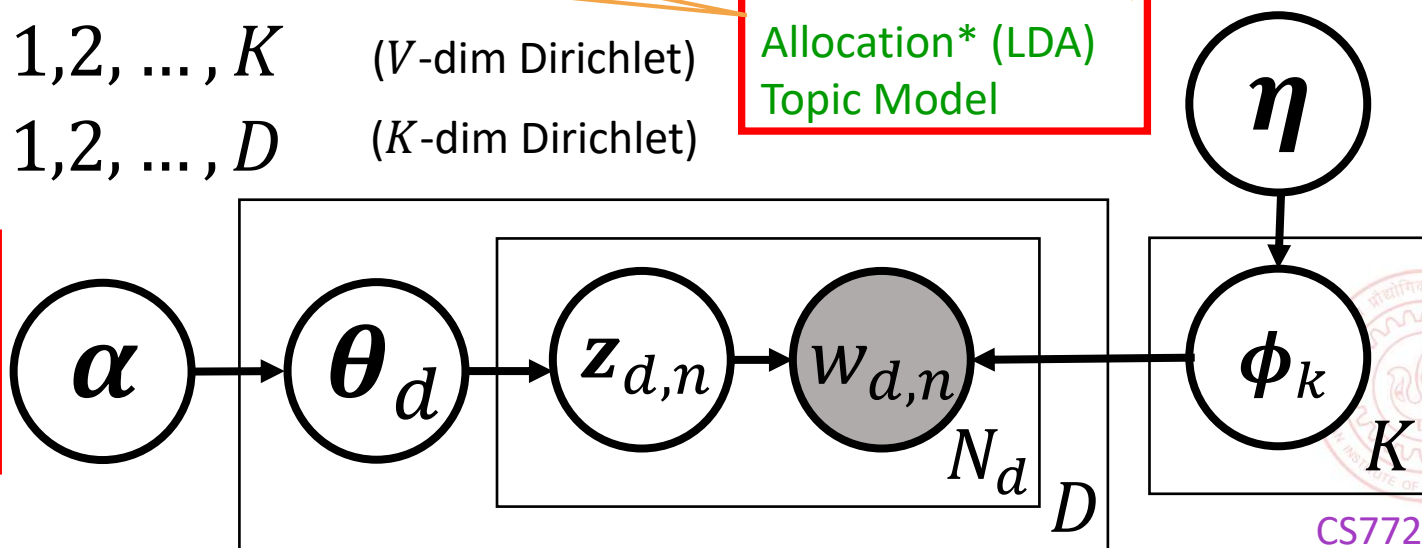 1,2, … , K (V-dim Dirichlet)
1,2, … , D (K-dim Dirichlet)
Allocation* (LDA)
Topic Model
η
α
θ_d
z_{d,n}
w_{d,n}
ϕ_k
N_d
D
K
CS772